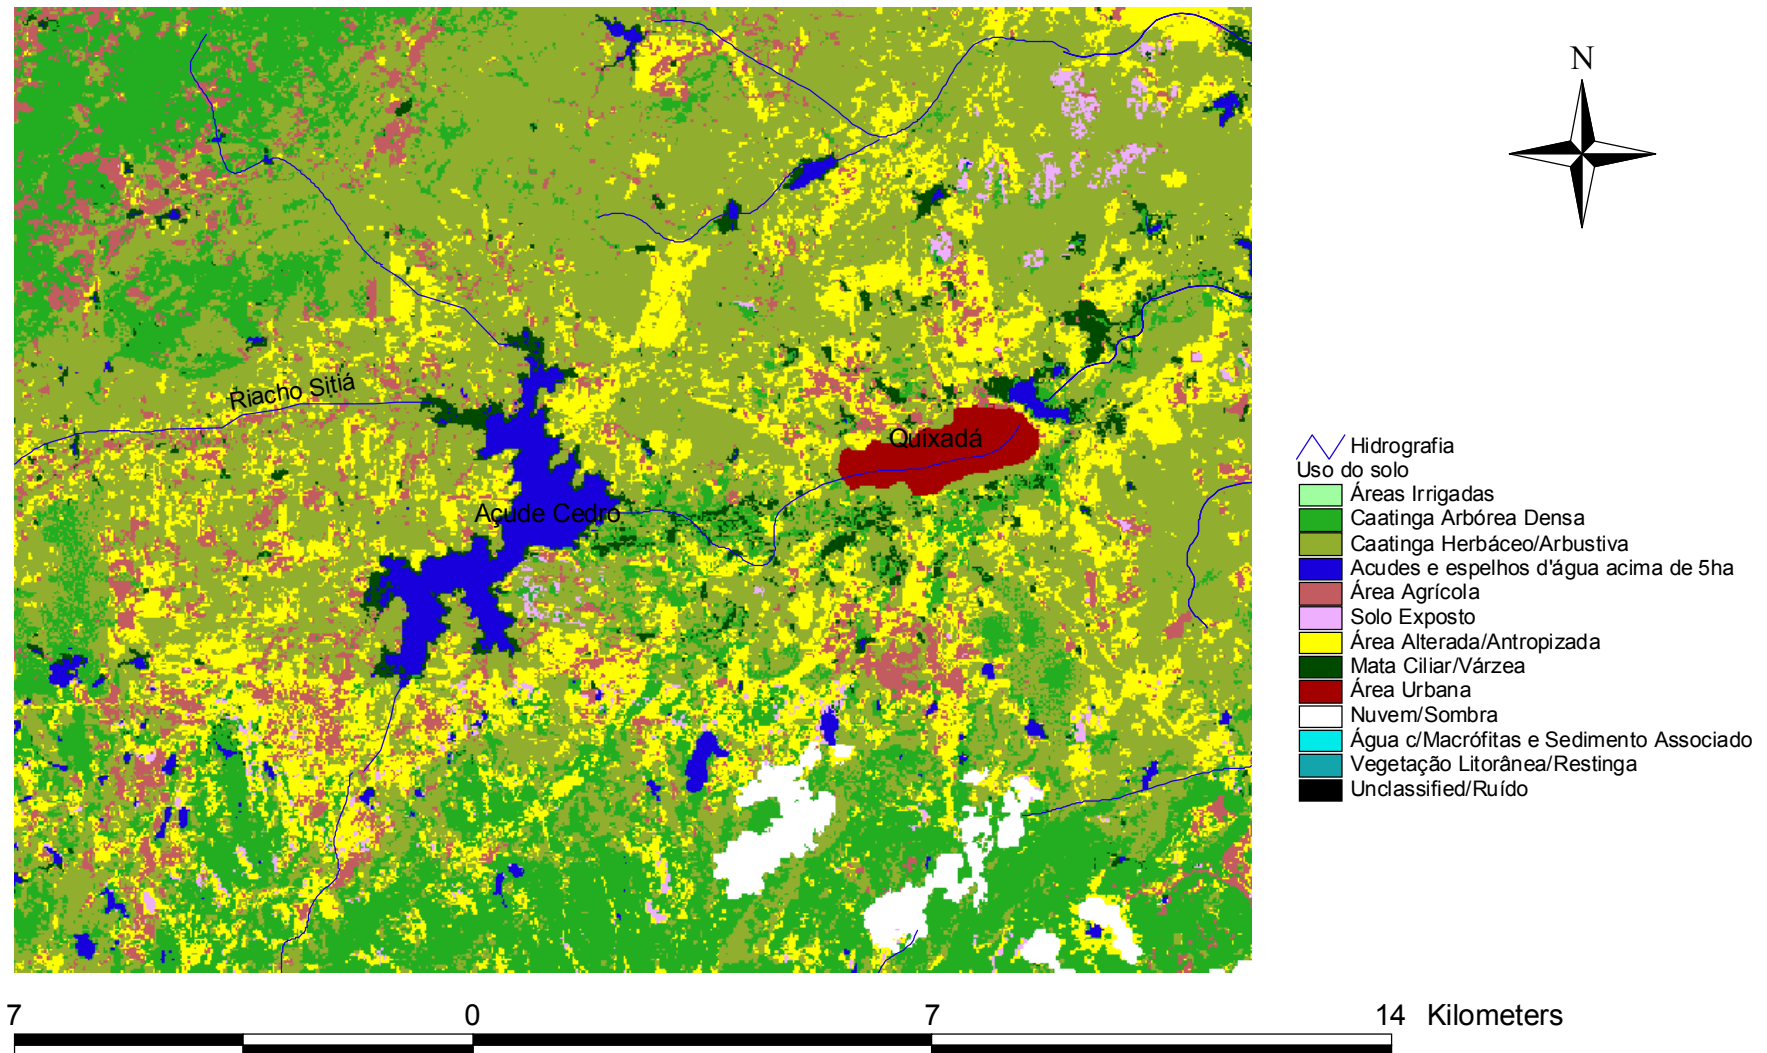 N
Riacho Sitiá
Quixadá
Açude Cedro
Hidrografia
Uso do solo
Áreas Irrigadas
Caatinga Arbórea Densa
Caatinga Herbáceo/Arbustiva
Acudes e espelhos d'água acima de 5ha
Área Agrícola
Solo Exposto
Área Alterada/Antropizada
Mata Ciliar/Várzea
Área Urbana
Nuvem/Sombra
Água c/Macrófitas e Sedimento Associado
Vegetação Litorânea/Restinga
Unclassified/Ruído
7 0 7 14 Kilometers